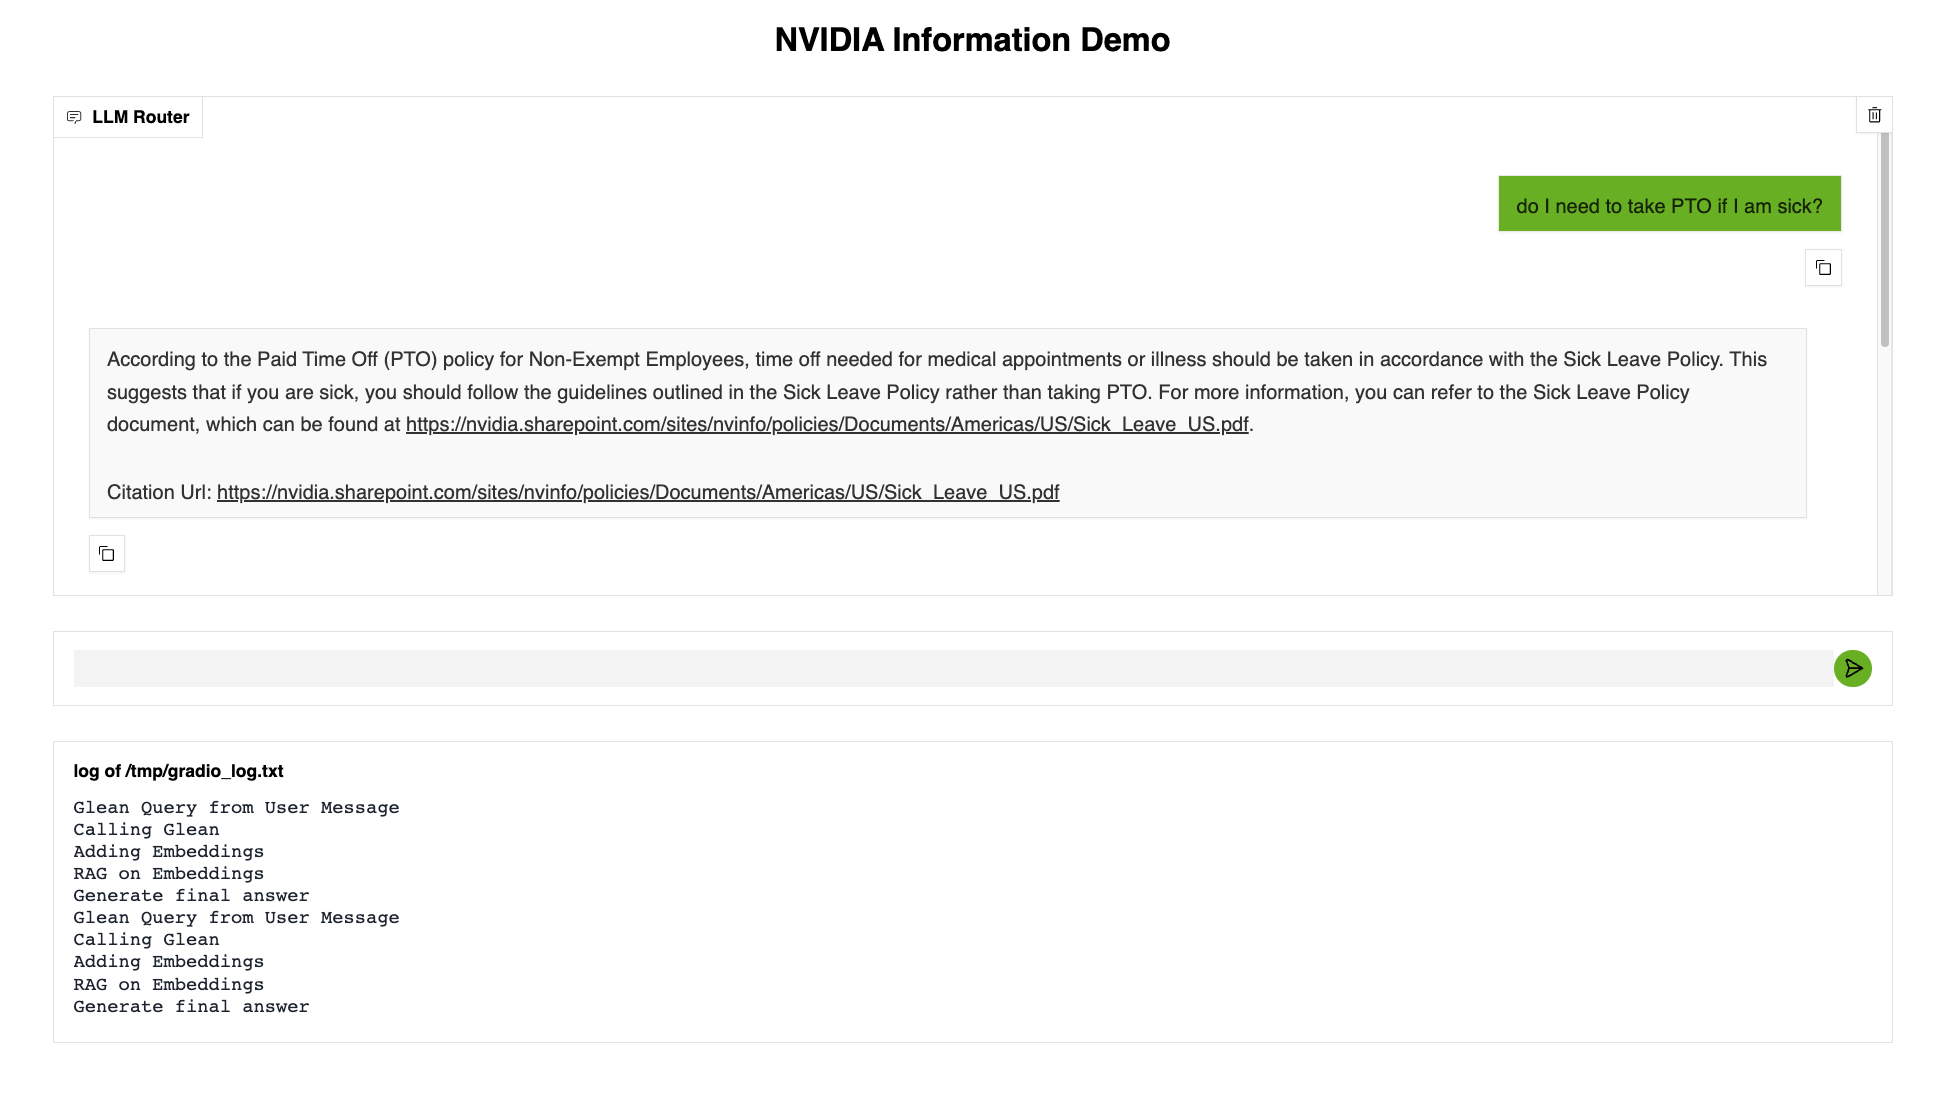 NVIDIA Information Demo
LLM Router
do I need to take PTO if I am sick?
According to the Paid Time Off (PTO) policy for Non-Exempt Employees, time off needed for medical appointments or illness should be taken in accordance with the Sick Leave Policy. This
suggests that if you are sick, you should follow the guidelines outlined in the Sick Leave Policy rather than taking PTO. For more information, you can refer to the Sick Leave Policy
document, which can be found at https://nvidia.sharepoint.com/sites/nvinfo/policies/Documents/Americas/US/Sick_Leave_US.pdf.
Citation Url: https://nvidia.sharepoint.com/sites/nvinfo/policies/Documents/Americas/US/Sick_Leave_US.pdf
log of /tmp/gradio_log.txt
Glean Query from User Message
Calling Glean
Adding Embeddings
RAG on Embeddings
Generate final answer
Glean Query from User Message
Calling Glean
Adding Embeddings
RAG on Embeddings
Generate final answer